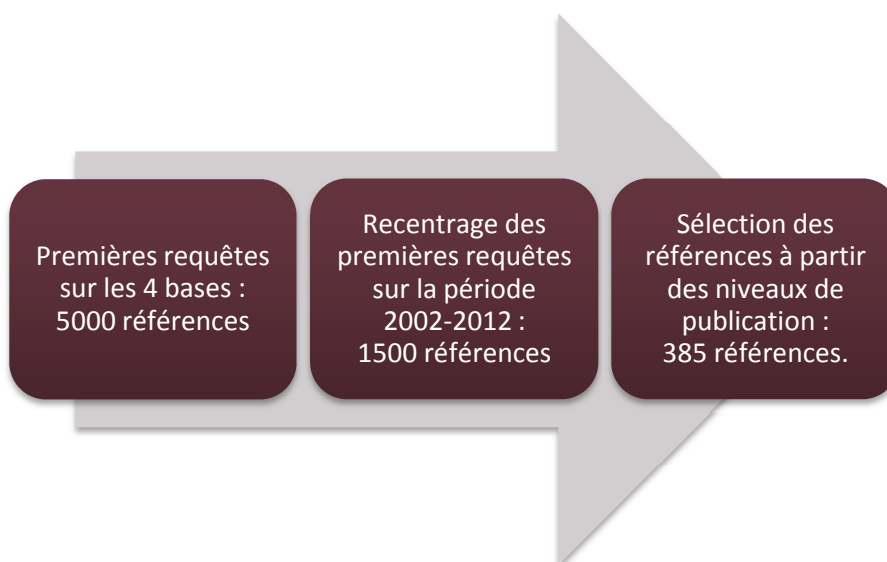 Premières requêtes
sur les 4 bases :
5000 références
Recentrage des
premières requêtes
sur la période
2002-2012 :
1500 références
Sélection des
références à partir
des niveaux de
publication :
385 références.